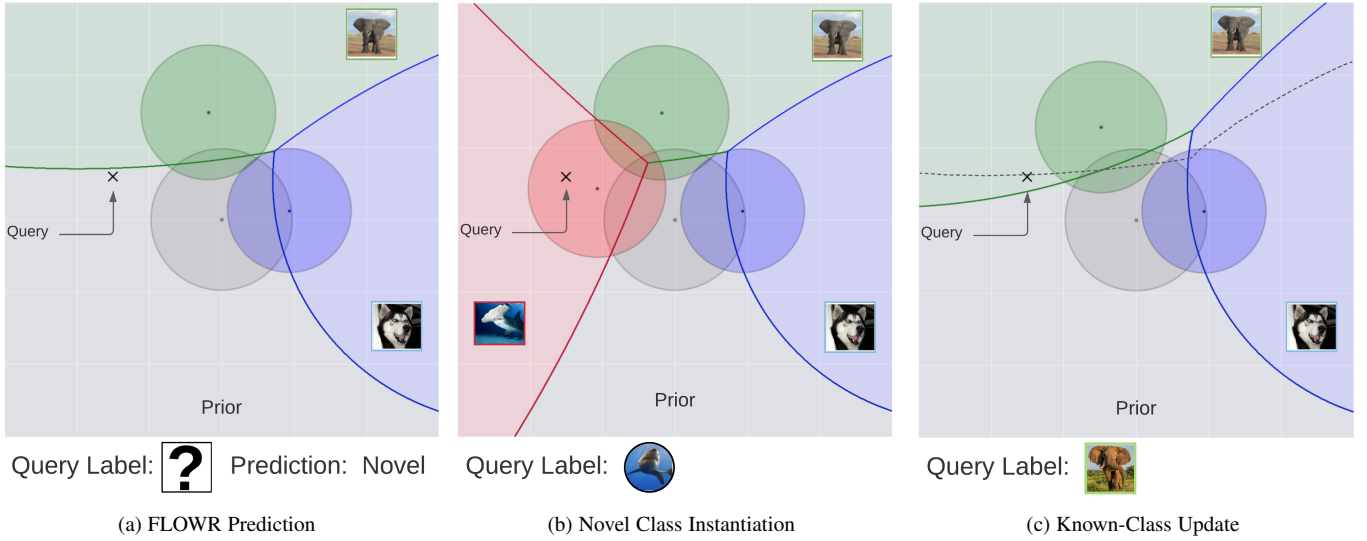 Query
Prior
Query Label: ? Prediction: Novel
(a) FLOWR Prediction
Query
Prior
Query Label:
(b) Novel Class Instantiation
Query
Prior
Query Label:
(c) Known-Class Update